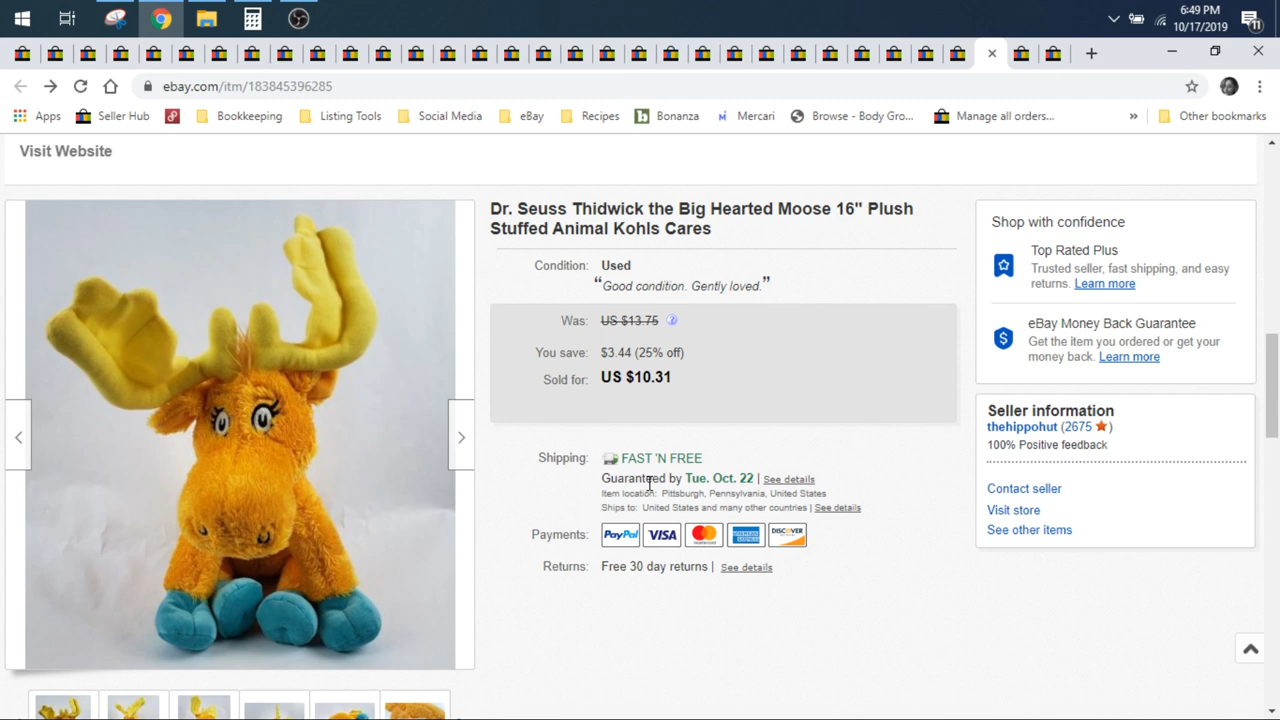 6:49 PM
10/17/2019
11
ebay.com/itm/183845396285
Apps
Seller Hub
Bookkeeping
Listing Tools
Social Media
eBay
Recipes
b
Bonanza
m
Mercari
Browse - Body Gro...
Manage all orders...
»
Other bookmarks
Visit Website
Dr. Seuss Thidwick the Big Hearted Moose 16" Plush
Stuffed Animal Kohls Cares
Condition: Used
“Good condition. Gently loved.”
Was: US $13.75 ?
You save: $3.44 (25% off)
Sold for: US $10.31
Shipping: FAST 'N FREE
Guaranteed by Tue. Oct. 22 | See details
Item location: Pittsburgh, Pennsylvania, United States
Ships to: United States and many other countries | See details
Payments: PayPal VISA MasterCard AMERICAN EXPRESS DISCOVER
Returns: Free 30 day returns | See details
Shop with confidence
Top Rated Plus
Trusted seller, fast shipping, and easy
returns. Learn more
$
eBay Money Back Guarantee
Get the item you ordered or get your
money back. Learn more
Seller information
thehippohut (2675 ★)
100% Positive feedback
Contact seller
Visit store
See other items